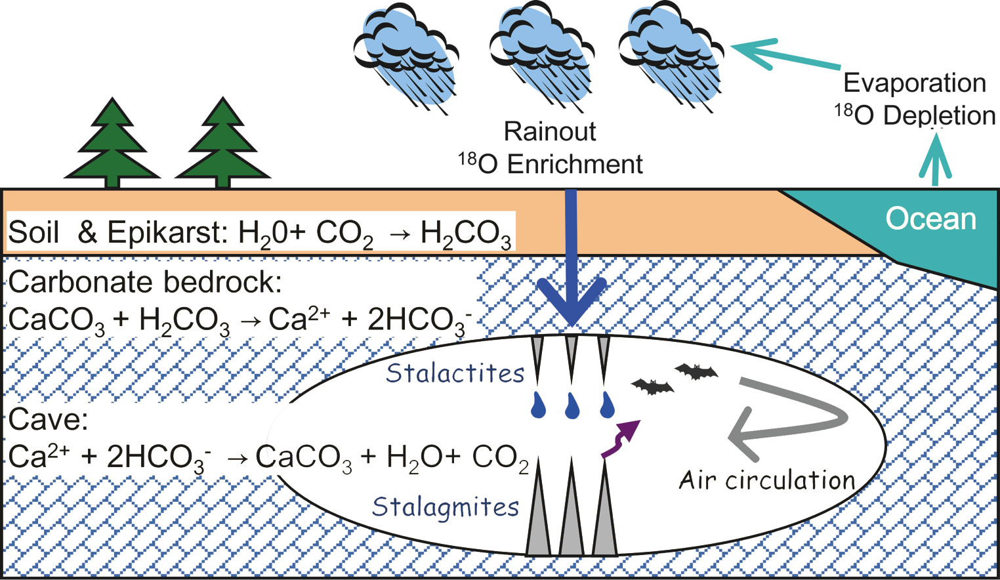 Evaporation
¹⁸O Depletion
Rainout
¹⁸O Enrichment
Ocean
Soil & Epikarst: H₂0+ CO₂ → H₂CO₃
Carbonate bedrock:
CaCO₃ + H₂CO₃ → Ca²⁺ + 2HCO₃⁻
Stalactites
Cave:
Ca²⁺ + 2HCO₃⁻ → CaCO₃ + H₂O+ CO₂
Air circulation
Stalagmites